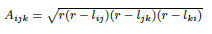 A_{ijk} = \sqrt{r(r - l_{ij})(r - l_{jk})(r - l_{ki})}